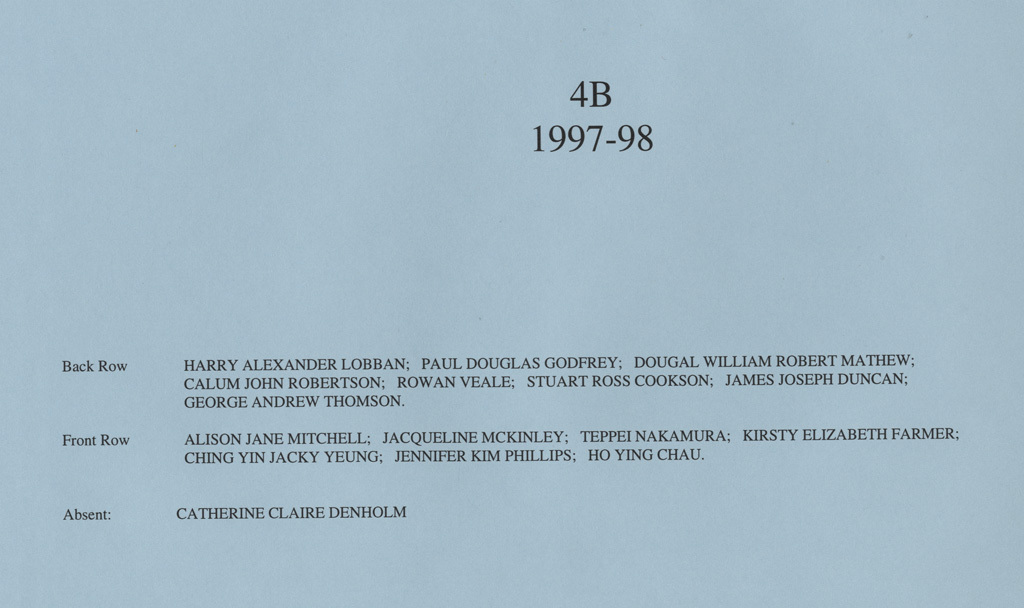 4B
1997-98
Back Row HARRY ALEXANDER LOBBAN; PAUL DOUGLAS GODFREY; DOUGAL WILLIAM ROBERT MATHEW;
CALUM JOHN ROBERTSON; ROWAN VEALE; STUART ROSS COOKSON; JAMES JOSEPH DUNCAN;
GEORGE ANDREW THOMSON.
Front Row ALISON JANE MITCHELL; JACQUELINE MCKINLEY; TEPPEI NAKAMURA; KIRSTY ELIZABETH FARMER;
CHING YIN JACKY YEUNG; JENNIFER KIM PHILLIPS; HO YING CHAU.
Absent: CATHERINE CLAIRE DENHOLM